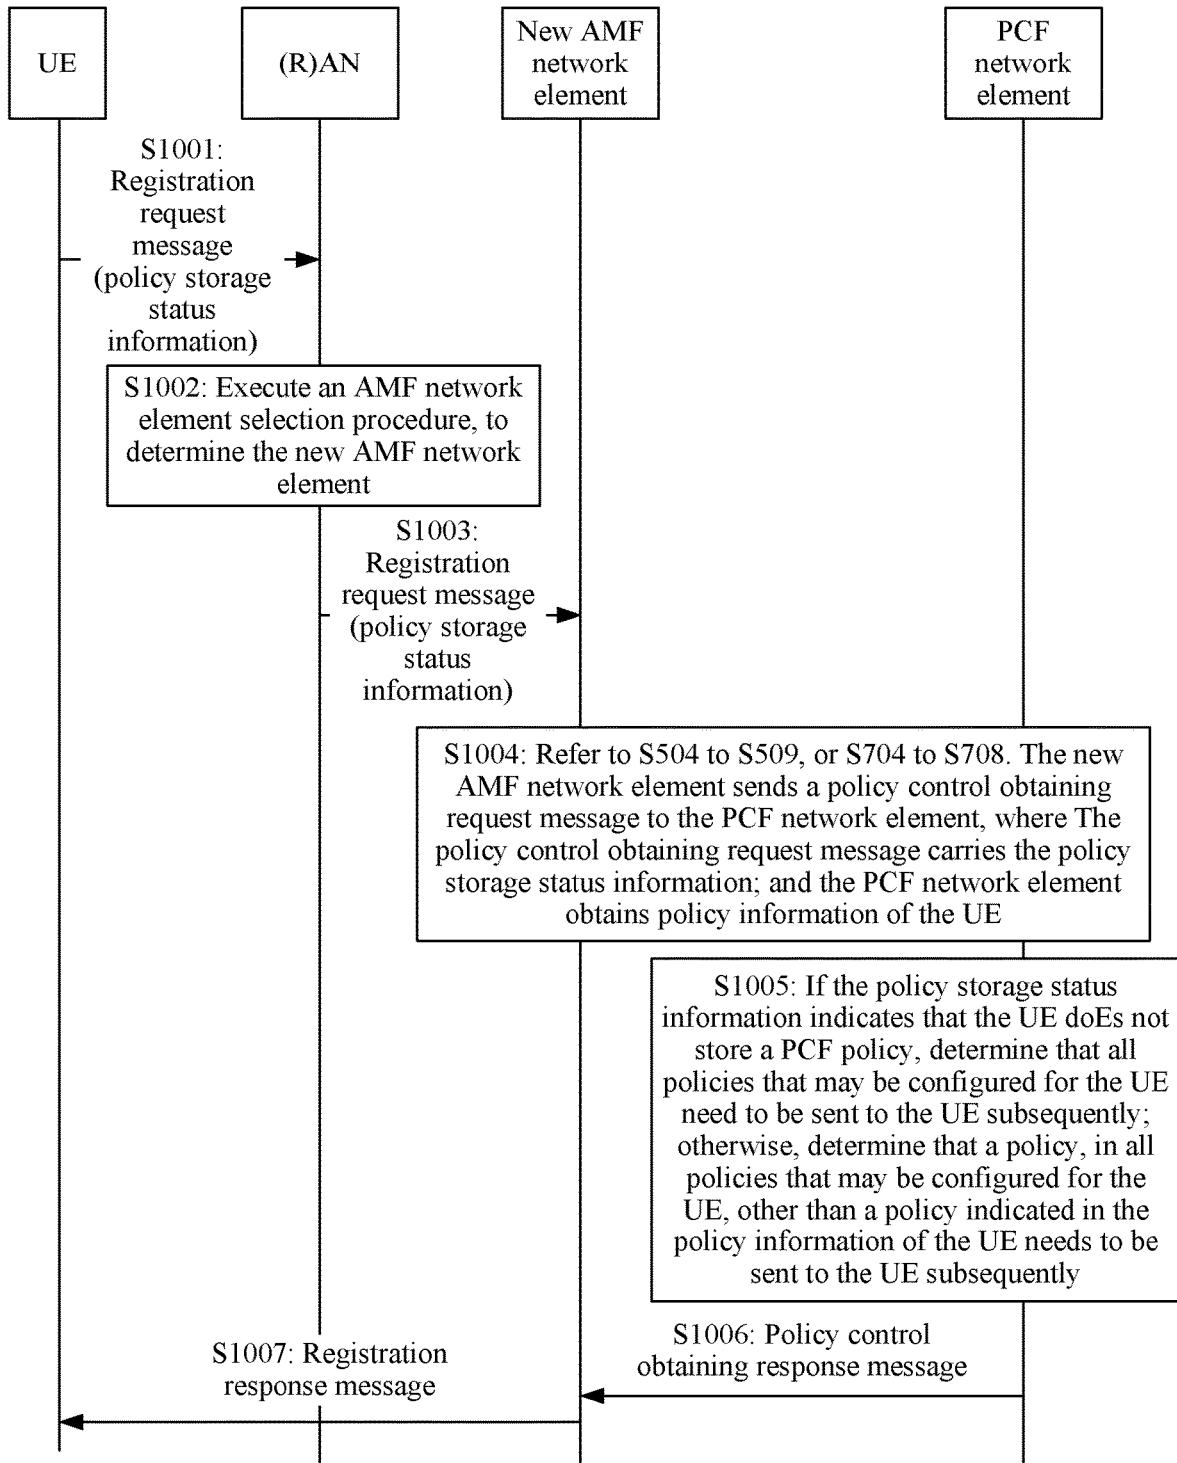 UE
(R)AN
New AMF
network
element
PCF
network
element
S1001:
Registration
request
message
(policy storage
status
information)
S1002: Execute an AMF network
element selection procedure, to
determine the new AMF network
element
S1003:
Registration
request message
(policy storage
status
information)
S1004: Refer to S504 to S509, or S704 to S708. The new
AMF network element sends a policy control obtaining
request message to the PCF network element, where The
policy control obtaining request message carries the policy
storage status information; and the PCF network element
obtains policy information of the UE
S1005: If the policy storage status
information indicates that the UE doEs not
store a PCF policy, determine that all
policies that may be configured for the UE
need to be sent to the UE subsequently;
otherwise, determine that a policy, in all
policies that may be configured for the
UE, other than a policy indicated in the
policy information of the UE needs to be
sent to the UE subsequently
S1006: Policy control
obtaining response message
S1007: Registration
response message